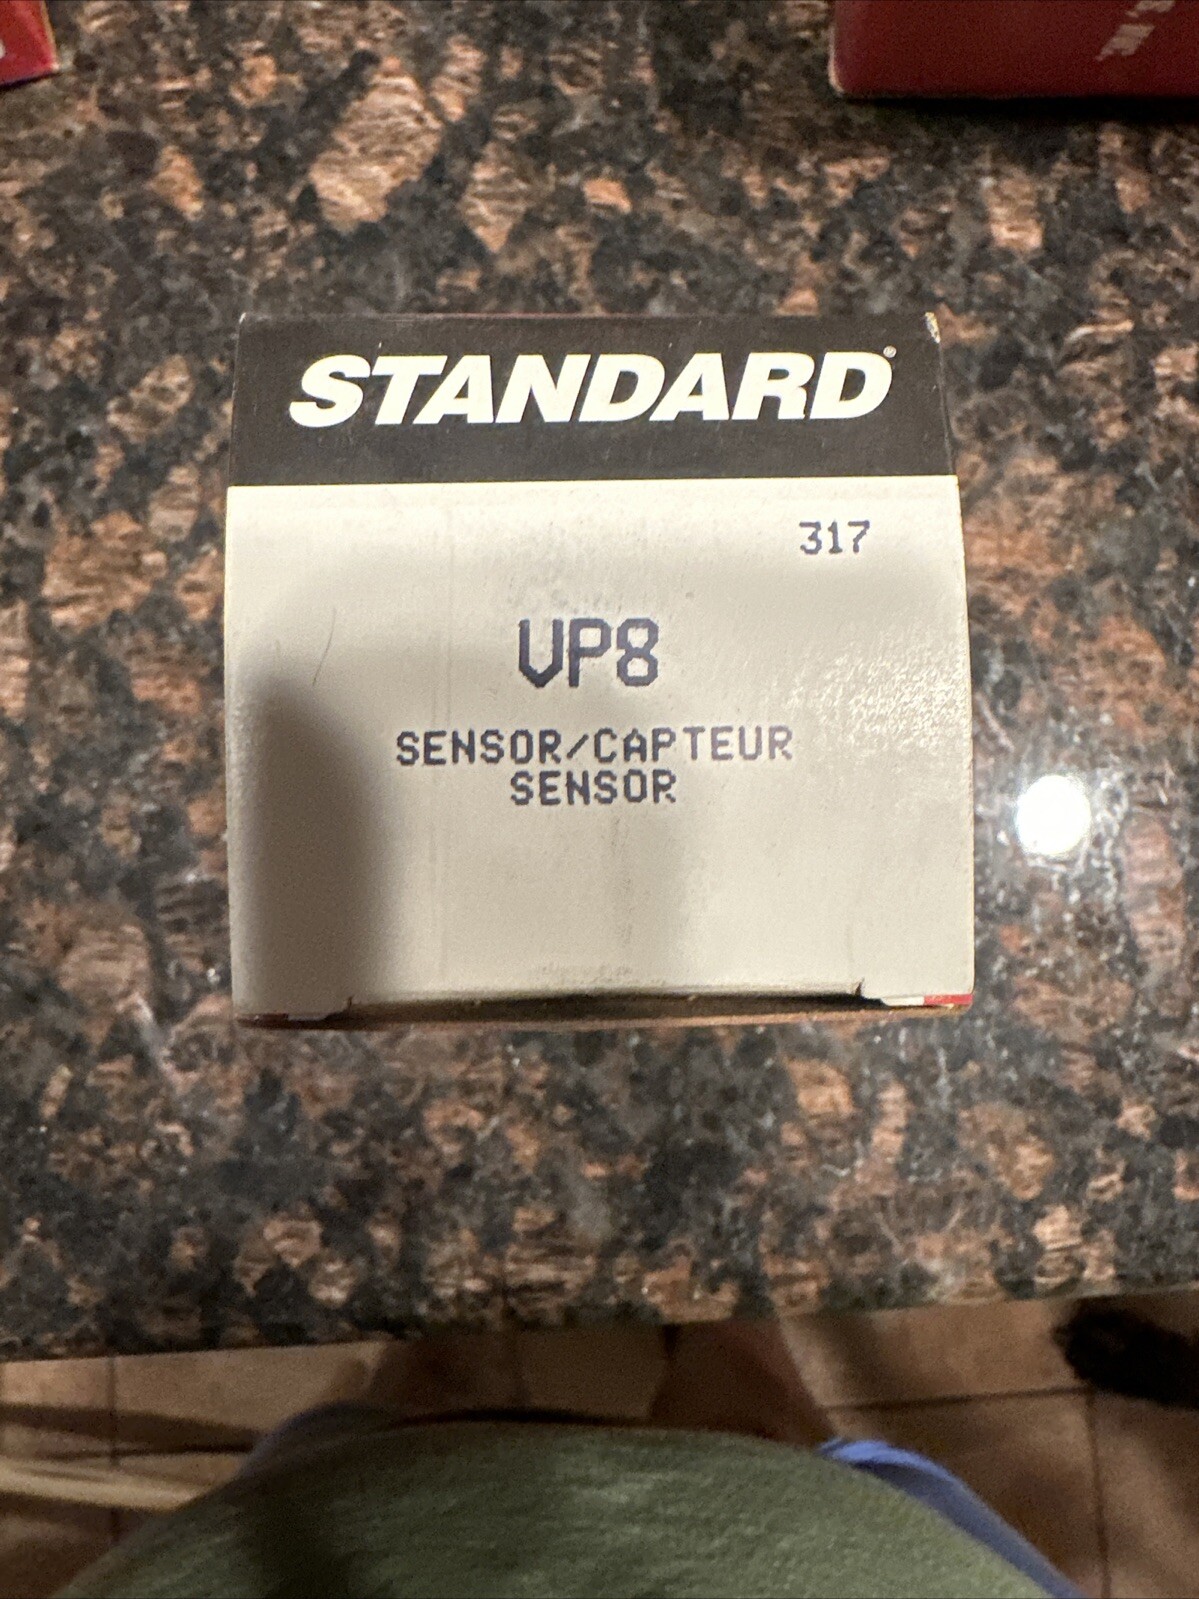 STANDARD®
317
VP8
SENSOR/CAPTEUR
SENSOR